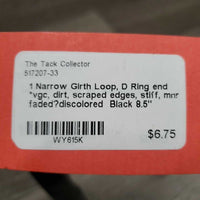 The Tack Collector
517207-33
1 Narrow Girth Loop, D Ring end
*vgc, dirt, scraped edges, stiff, mnr
faded?discolored Black 8.5"
WY615K
$6.75